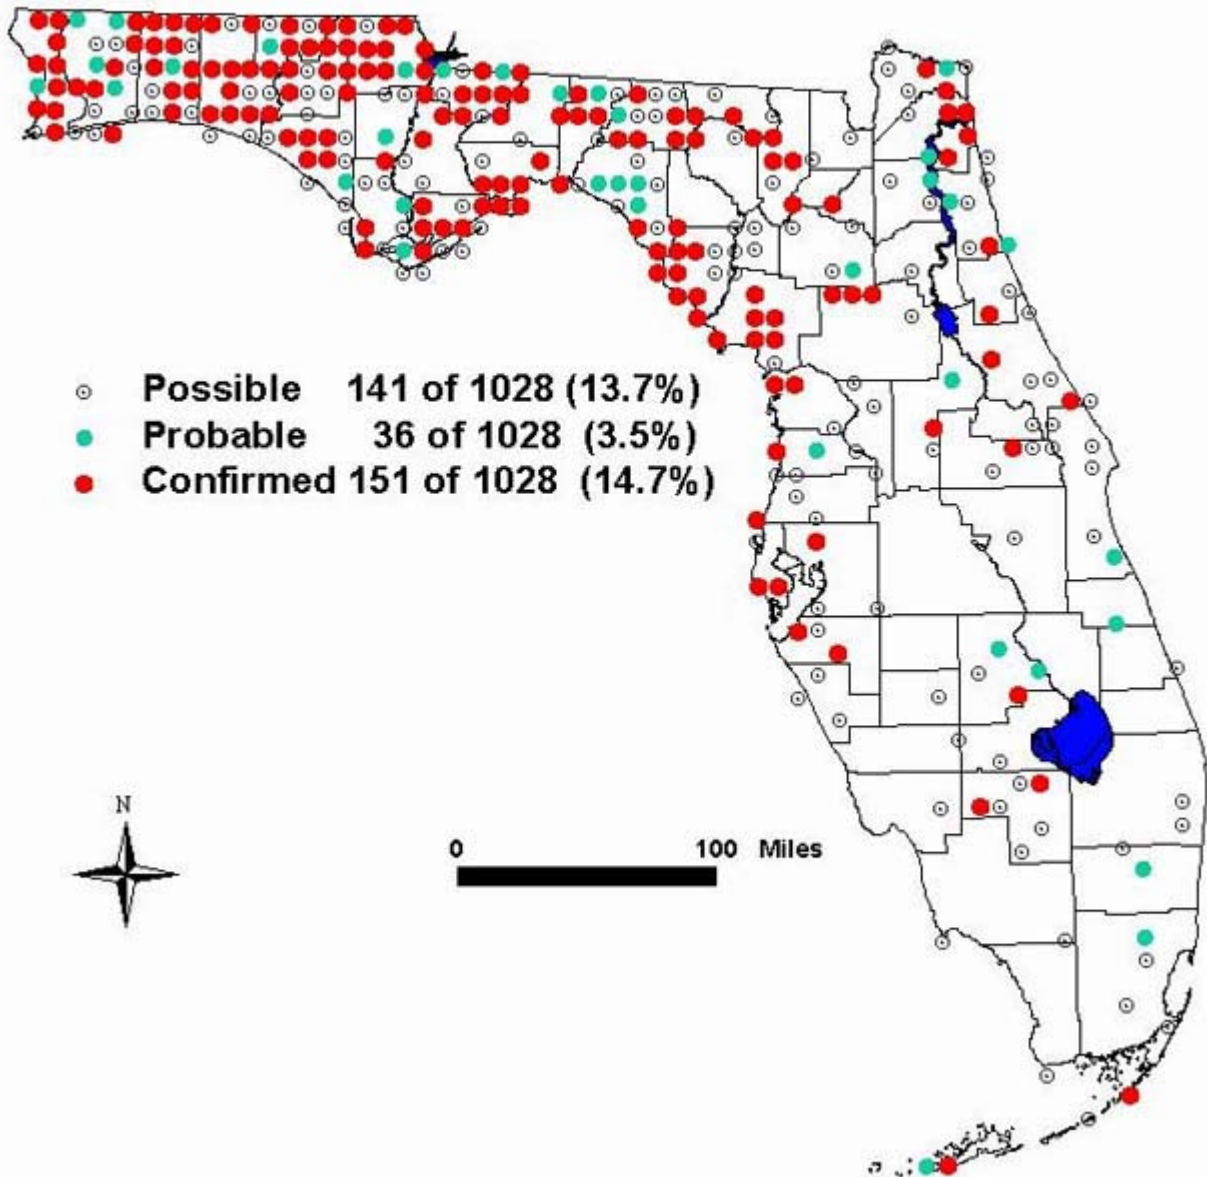 Possible 141 of 1028 (13.7%)
Probable 36 of 1028 (3.5%)
Confirmed 151 of 1028 (14.7%)
N
0 100 Miles